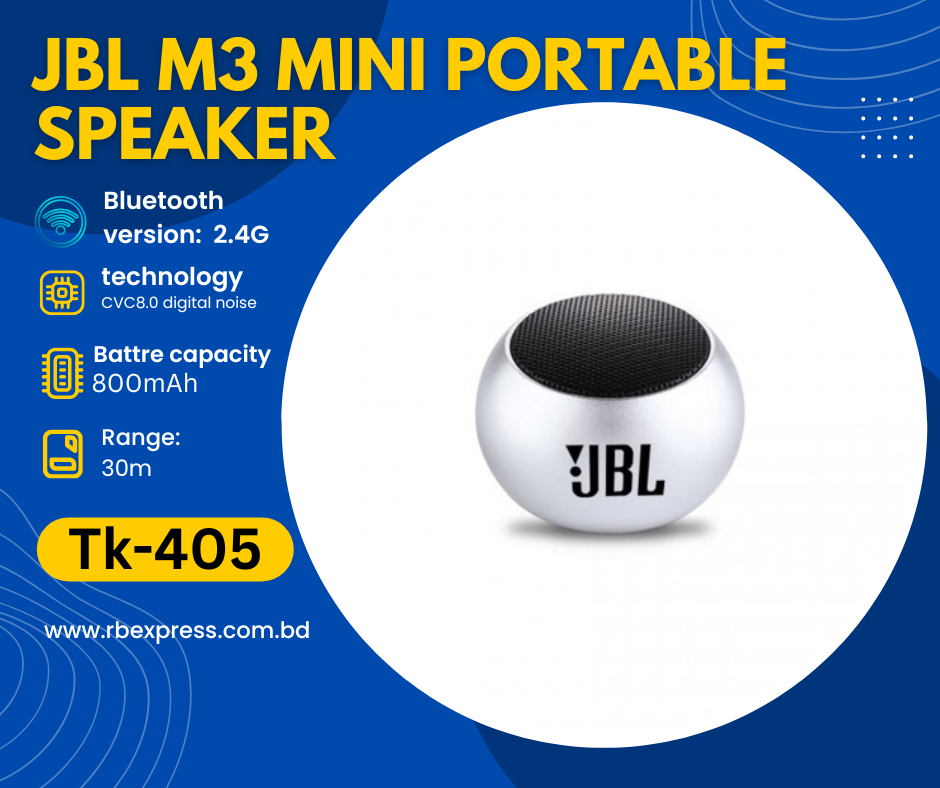 JBL M3 MINI PORTABLE
SPEAKER
Bluetooth
version: 2.4G
technology
CVC8.0 digital noise
Battre capacity
800mAh
Range:
30m
Tk-405
www.rbexpress.com.bd
JBL